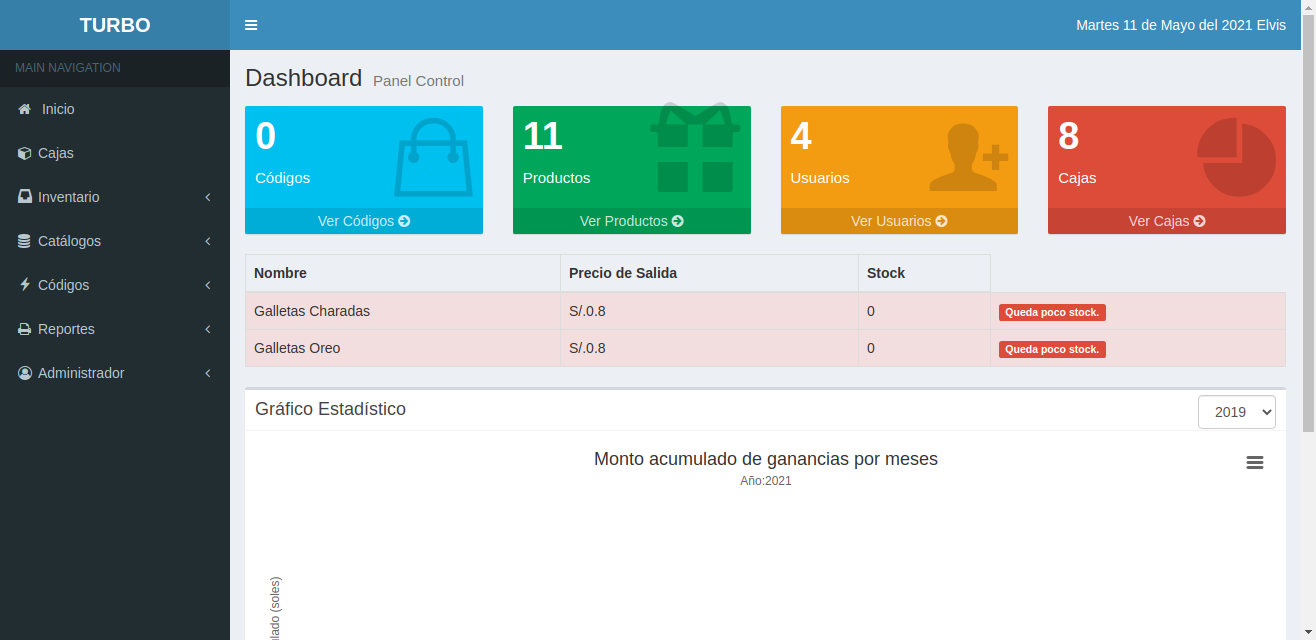 TURBO
Martes 11 de Mayo del 2021 Elvis
MAIN NAVIGATION
Inicio
Cajas
Inventario
Catálogos
Códigos
Reportes
Administrador
Dashboard Panel Control
0
Códigos
Ver Códigos
11
Productos
Ver Productos
4
Usuarios
Ver Usuarios
8
Cajas
Ver Cajas
Nombre Precio de Salida Stock
Galletas Charadas S/.0.8 0 Queda poco stock.
Galletas Oreo S/.0.8 0 Queda poco stock.
Gráfico Estadístico 2019
Monto acumulado de ganancias por meses
Año:2021
(soles)